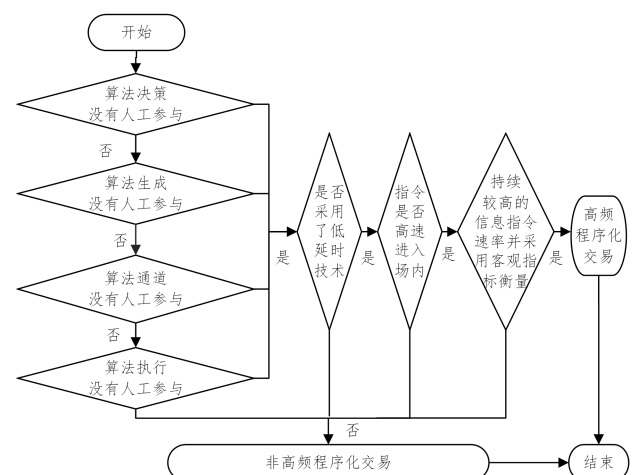 开始
算法决策
没有人工参与
否
算法生成
没有人工参与
否
算法通道
没有人工参与
否
算法执行
没有人工参与
是
是否
采用
了低
延时
技术
是
指令
是否
高速
进入
场内
是
持续
较高的
信息指令
速率并采
用客观指
标衡量
是
高频
程序化
交易
否
非高频程序化交易
结束